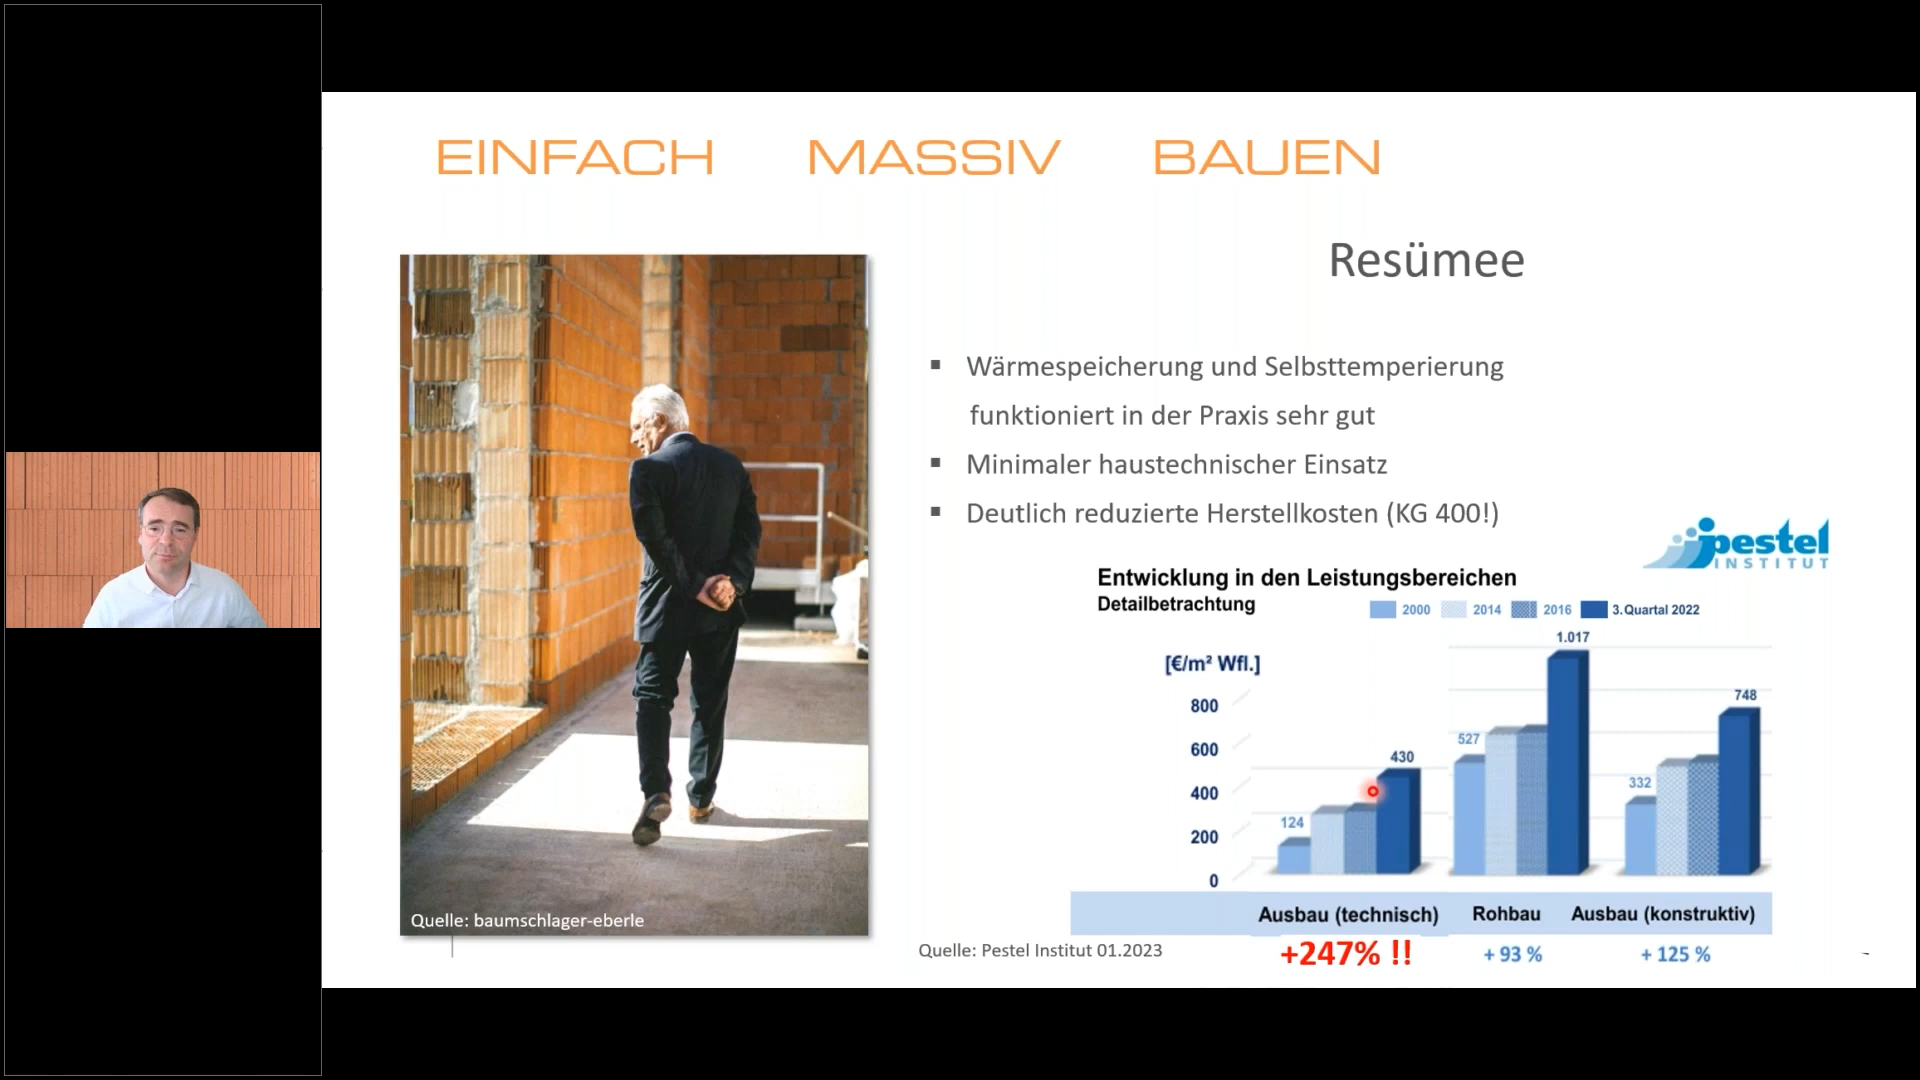 EINFACH MASSIV BAUEN
Resümee
▪ Wärmespeicherung und Selbsttemperierung
funktioniert in der Praxis sehr gut
▪ Minimaler haustechnischer Einsatz
▪ Deutlich reduzierte Herstellkosten (KG 400!)
pestel
INSTITUT
Entwicklung in den Leistungsbereichen
Detailbetrachtung
2000 2014 2016 3.Quartal 2022
[€/m² Wfl.]
800
600
400
200
0
124
430
527
1.017
332
748
Ausbau (technisch) Rohbau Ausbau (konstruktiv)
+247% !! + 93 % + 125 %
Quelle: Pestel Institut 01.2023
Quelle: baumschlager-eberle